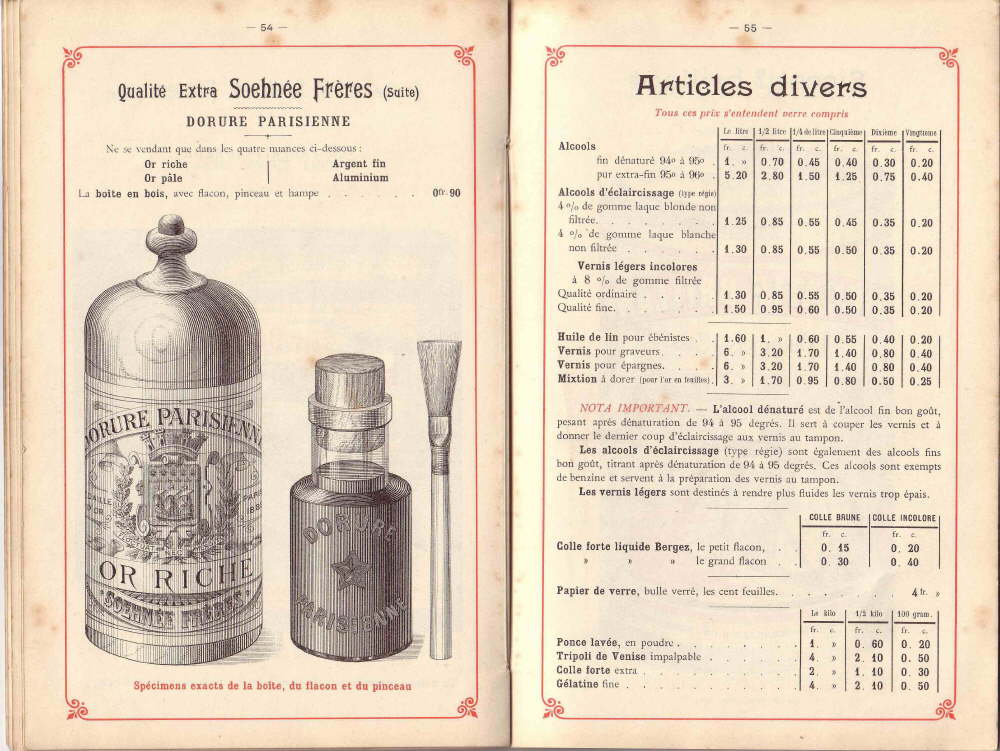 — 54 —
Qualité Extra Soehnée Frères (Suite)
DORURE PARISIENNE
Ne se vendant que dans les quatre nuances ci-dessous :
Or riche Argent fin
Or pâle Aluminium
La boîte en bois, avec flacon, pinceau et hampe . . . . . 0fr. 90
DORURE PARISIENN
MÉDAILLE D'OR
PARIS
OR RICHE
SOEHNÉE FRÈRES
DORURE
PARISIENNE
Spécimens exacts de la boîte, du flacon et du pinceau
— 55 —
Articles divers
Tous ces prix s'entendent verre compris
Le litre 1/2 litre 1/4 de litre Cinquième Dixième Vingtième
Alcools fr. c. fr. c. fr. c. fr. c. fr. c. fr. c.
fin dénaturé 94º à 95º . 1. » 0.70 0.45 0.40 0.30 0.20
pur extra-fin 95º à 96º . 5.20 2.80 1.50 1.25 0.75 0.40
Alcools d'éclaircissage (type régie)
4 º/o de gomme laque blonde non
filtrée. . . . . . . 1.25 0.85 0.55 0.45 0.35 0.20
4 º/o de gomme laque blanche
non filtrée . . . . . 1.30 0.85 0.55 0.50 0.35 0.20
Vernis légers incolores
à 8 º/o de gomme filtrée
Qualité ordinaire . . . . . 1.30 0.85 0.55 0.50 0.35 0.20
Qualité fine. . . . . . 1.50 0.95 0.60 0.50 0.35 0.20
Huile de lin pour ébénistes . . 1.60 1. » 0.60 0.55 0.40 0.20
Vernis pour graveurs. . . . 6. » 3.20 1.70 1.40 0.80 0.40
Vernis pour épargnes. . . . 6. » 3.20 1.70 1.40 0.80 0.40
Mixtion à dorer (pour l'or en feuilles). 3. » 1.70 0.95 0.80 0.50 0.25
NOTA IMPORTANT. — L'alcool dénaturé est de l'alcool fin bon goût,
pesant après dénaturation de 94 à 95 degrés. Il sert à couper les vernis et à
donner le dernier coup d'éclaircissage aux vernis au tampon.
Les alcools d'éclaircissage (type régie) sont également des alcools fins
bon goût, titrant après dénaturation de 94 à 95 degrés. Ces alcools sont exempts
de benzine et servent à la préparation des vernis au tampon.
Les vernis légers sont destinés à rendre plus fluides les vernis trop épais.
COLLE BRUNE COLLE INCOLORE
fr. c. fr. c.
Colle forte liquide Bergez, le petit flacon, . . 0. 15 0. 20
» » » le grand flacon . . 0. 30 0. 40
Papier de verre, bulle verré, les cent feuilles. . . . . . . . 4 fr. »
Le kilo 1/2 kilo 100 gram.
fr. c. fr. c. fr. c.
Ponce lavée, en poudre . . . . . . . . 1. » 0. 60 0. 20
Tripoli de Venise impalpable . . . . . . 4. » 2. 10 0. 50
Colle forte extra . . . . . . . . . 2. » 1. 10 0. 30
Gélatine fine . . . . . . . . . . 4. » 2. 10 0. 50